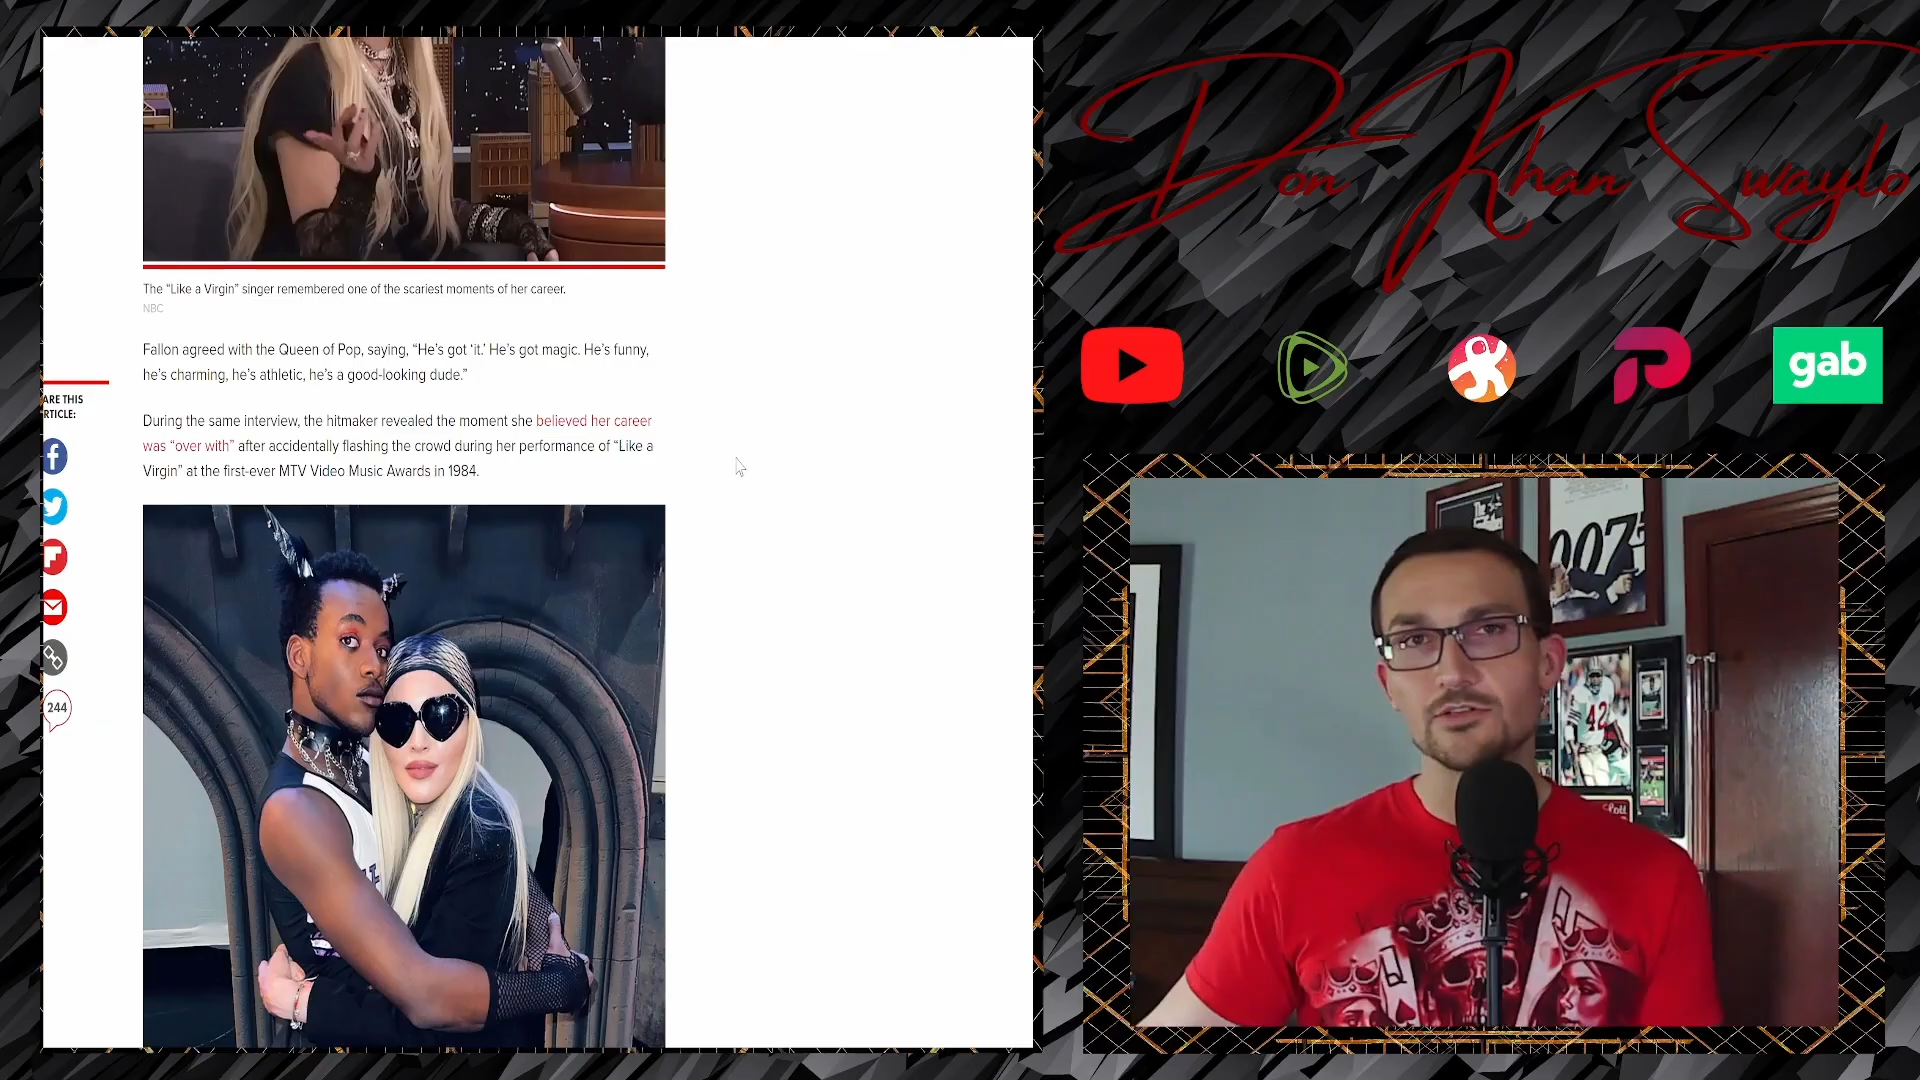 The “Like a Virgin” singer remembered one of the scariest moments of her career.
NBC
Fallon agreed with the Queen of Pop, saying, “He’s got ‘it.’ He’s got magic. He’s funny,
he’s charming, he’s athletic, he’s a good-looking dude.”
ARE THIS
RTICLE:
During the same interview, the hitmaker revealed the moment she believed her career
was “over with” after accidentally flashing the crowd during her performance of “Like a
Virgin” at the first-ever MTV Video Music Awards in 1984.
244
Don Khan Swaylo
gab
007
42